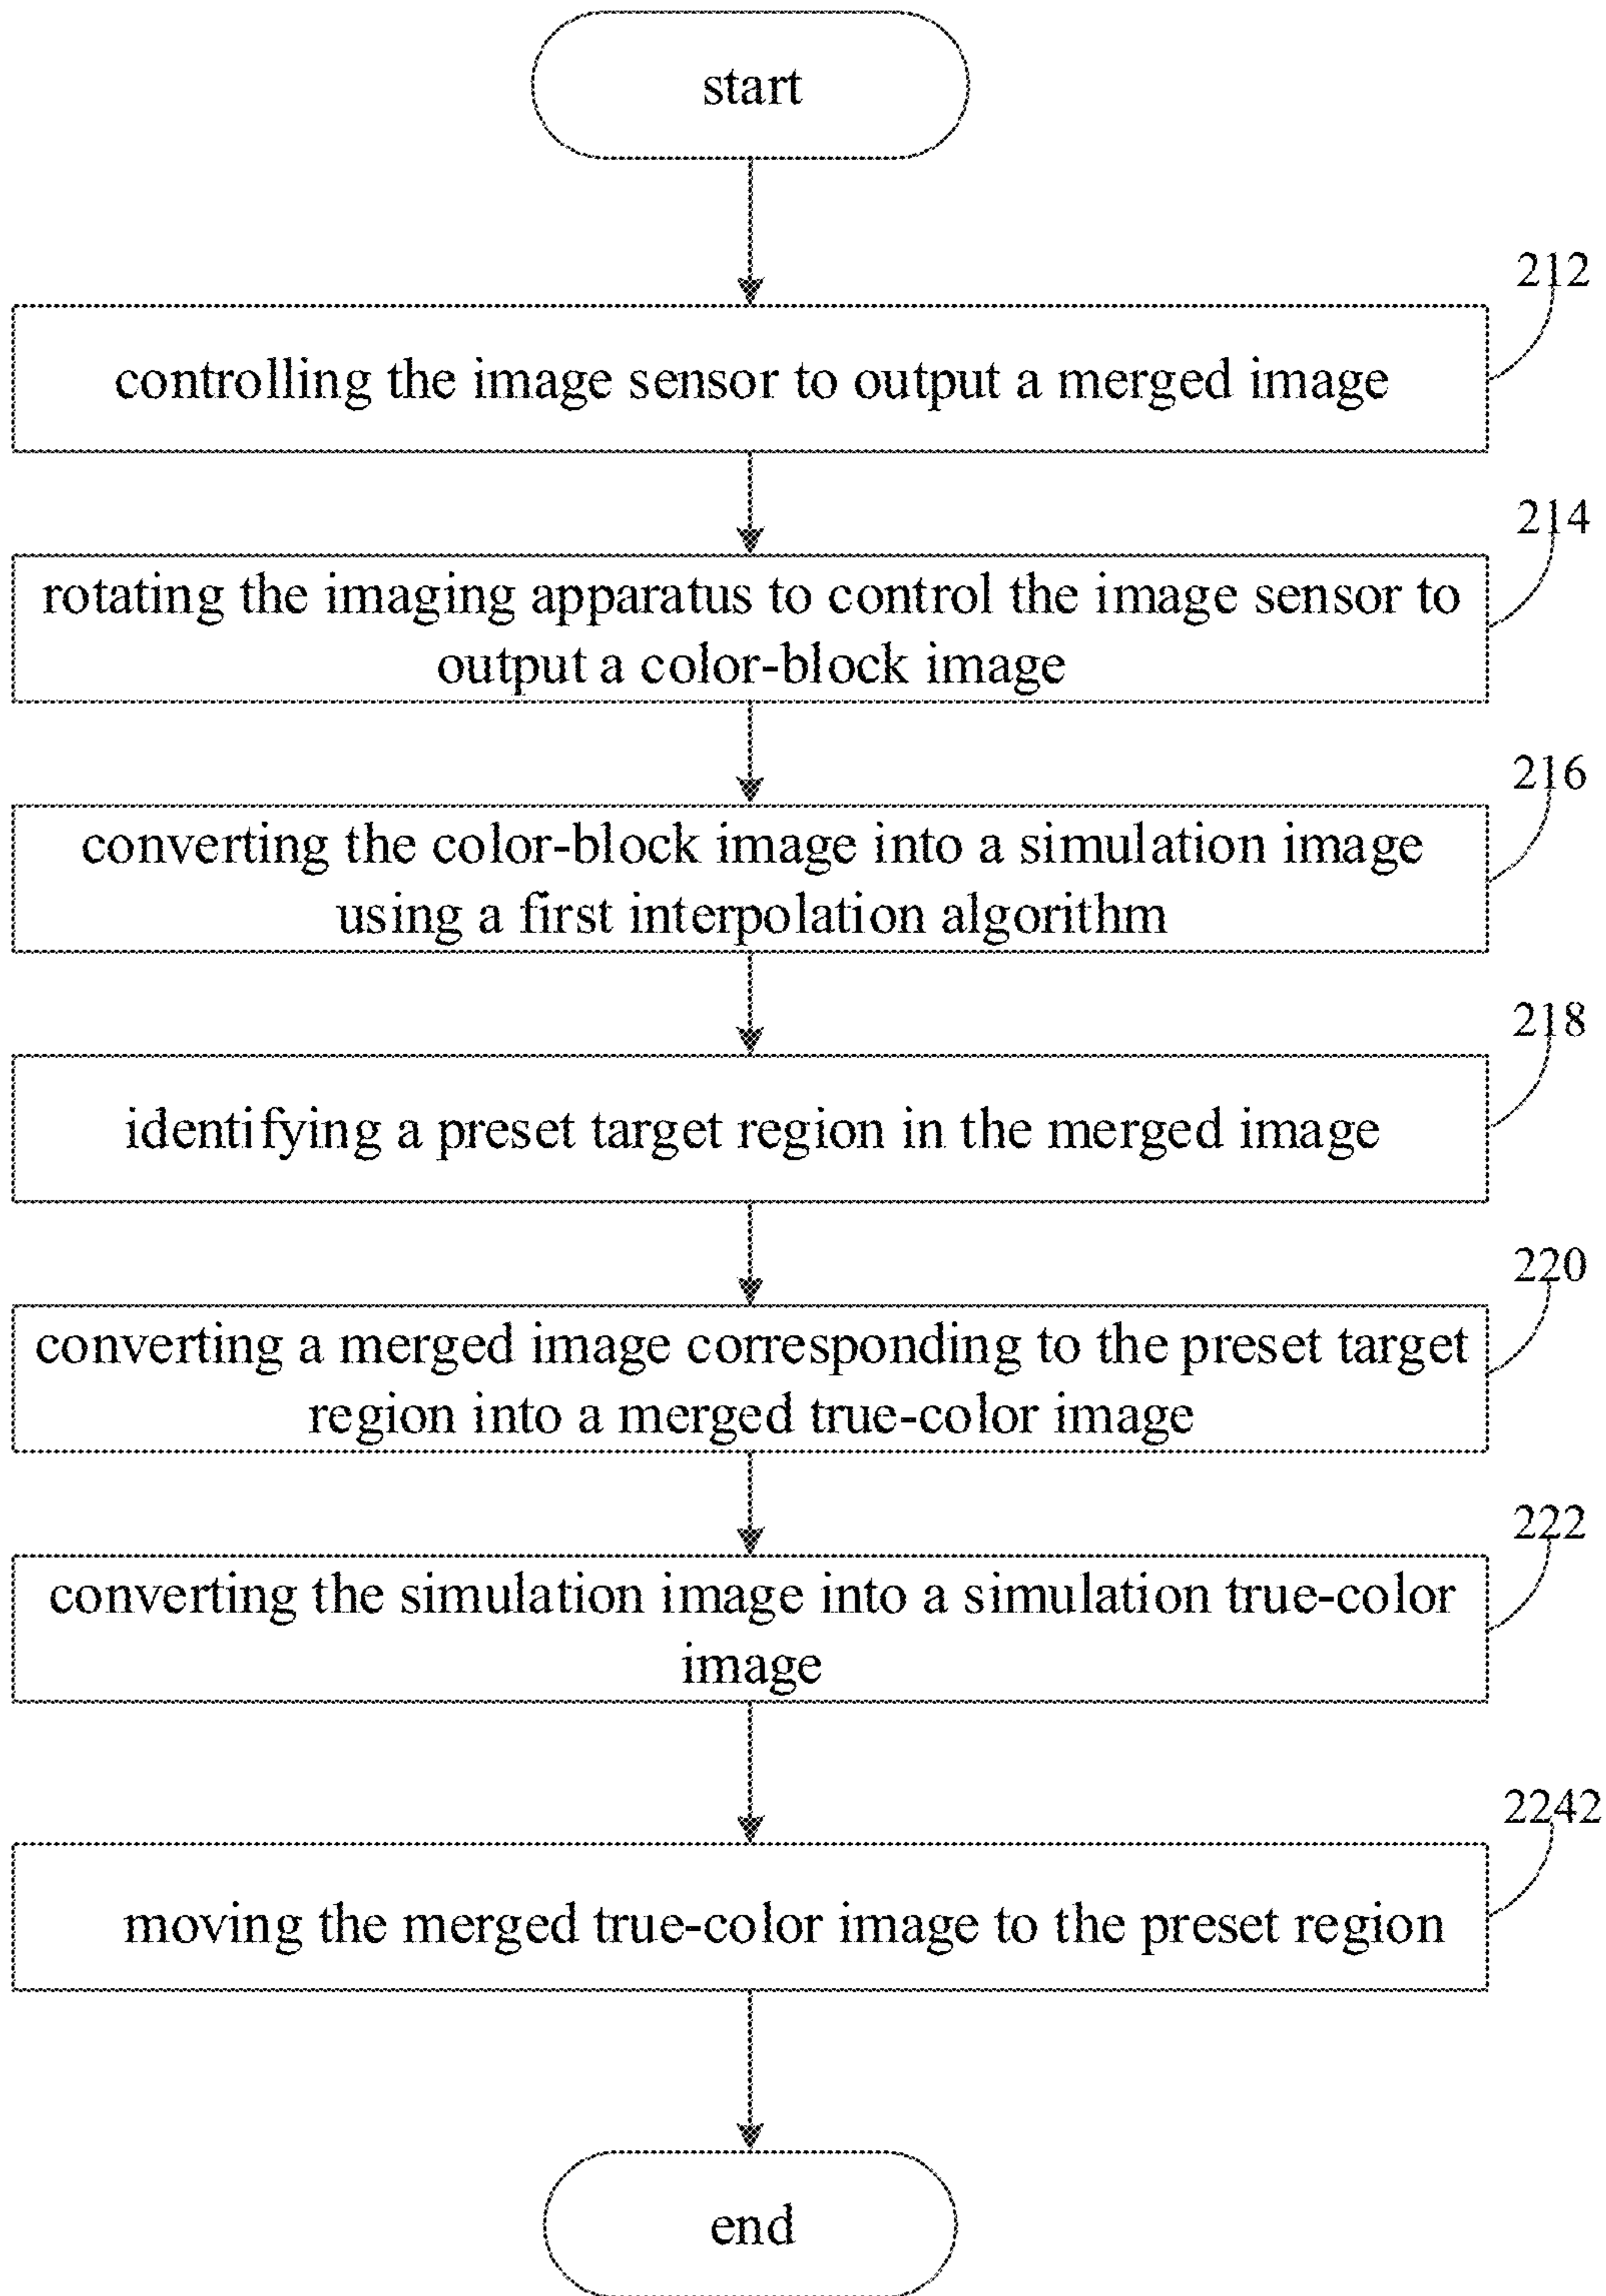 start
212
controlling the image sensor to output a merged image
214
rotating the imaging apparatus to control the image sensor to
output a color-block image
216
converting the color-block image into a simulation image
using a first interpolation algorithm
218
identifying a preset target region in the merged image
220
converting a merged image corresponding to the preset target
region into a merged true-color image
222
converting the simulation image into a simulation true-color
image
2242
moving the merged true-color image to the preset region
end